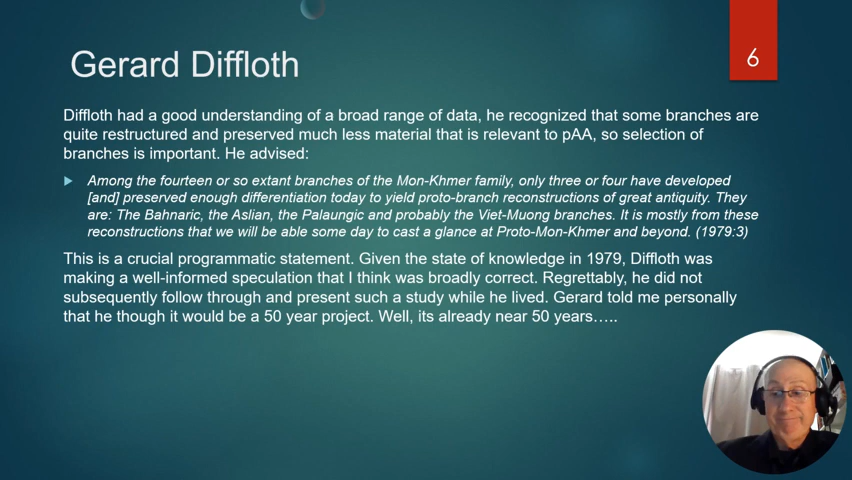 Gerard Diffloth
6
Diffloth had a good understanding of a broad range of data, he recognized that some branches are
quite restructured and preserved much less material that is relevant to pAA, so selection of
branches is important. He advised:
Among the fourteen or so extant branches of the Mon-Khmer family, only three or four have developed
[and] preserved enough differentiation today to yield proto-branch reconstructions of great antiquity. They
are: The Bahnaric, the Aslian, the Palaungic and probably the Viet-Muong branches. It is mostly from these
reconstructions that we will be able some day to cast a glance at Proto-Mon-Khmer and beyond. (1979:3)
This is a crucial programmatic statement. Given the state of knowledge in 1979, Diffloth was
making a well-informed speculation that I think was broadly correct. Regrettably, he did not
subsequently follow through and present such a study while he lived. Gerard told me personally
that he though it would be a 50 year project. Well, its already near 50 years…..